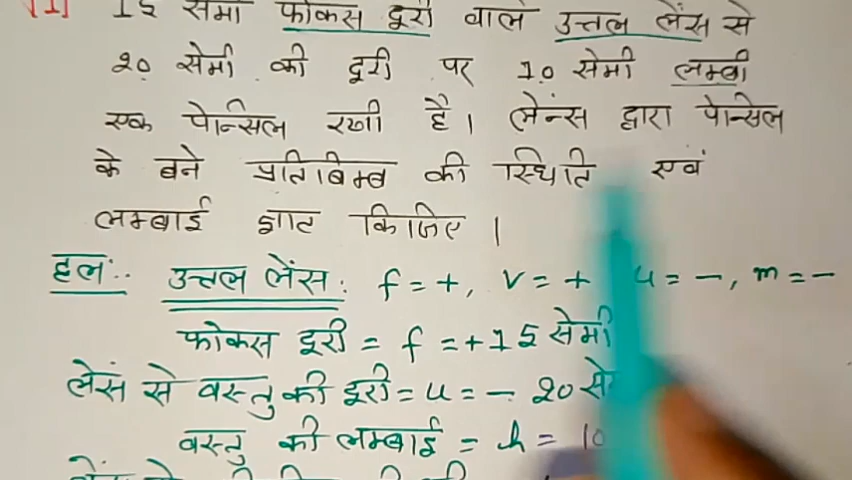 [1] 15 सेमी फोकस दूरी वाले उत्तल लेंस से
20 सेमी की दूरी पर 10 सेमी लम्बी
एक पेन्सिल रखी है। लेन्स द्वारा पेन्सिल
के बने प्रतिबिम्ब की स्थिति एवं
लम्बाई ज्ञाट किजिए।
हलः.. उत्तल लेंस: f = +, v = + u = -, m = -
फोकस दूरी = f = +15 सेमी
लेंस से वस्तु की दूरी = u = - 20 से
वस्तु की लम्बाई = h = 10